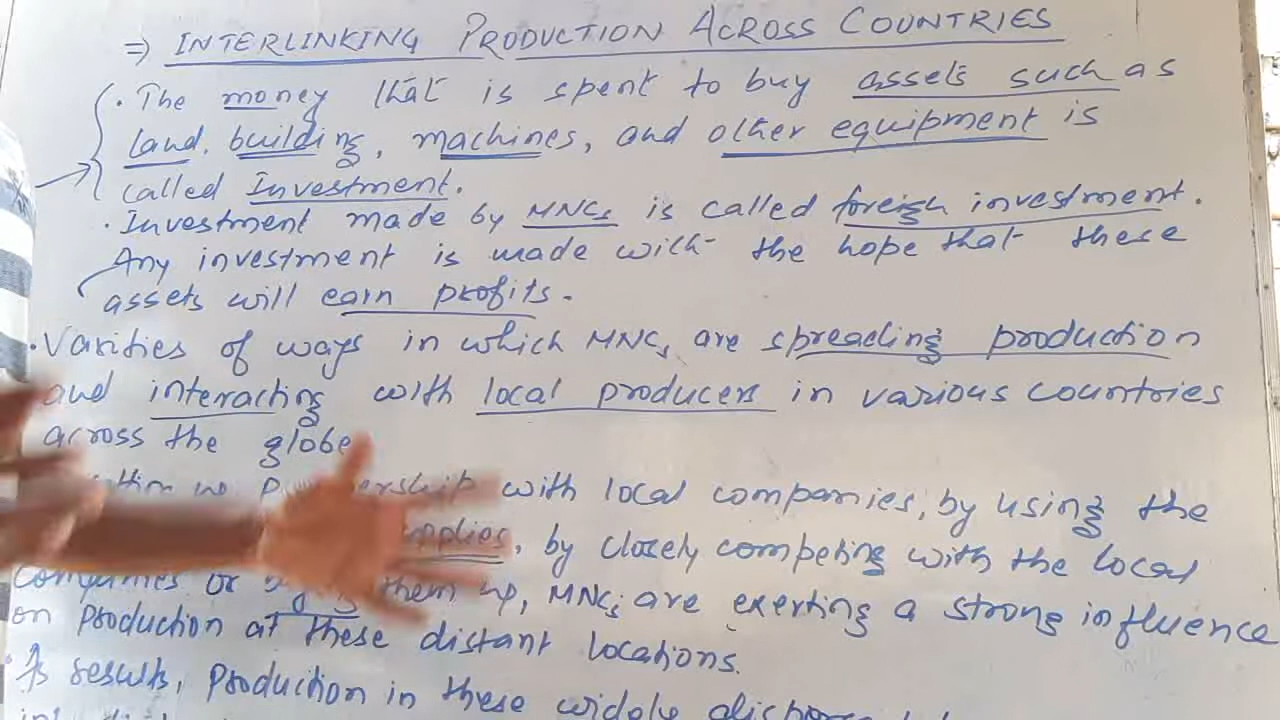 ⇒ INTERLINKING PRODUCTION ACROSS COUNTRIES
· The money that is spent to buy assets such as
land, building, machines, and other equipment is
called Investment.
· Investment made by MNCs is called foreign investment.
Any investment is made with the hope that these
assets will earn profits.
· Varities of ways in which MNCs are spreading production
and interacting with local producers in various countries
across the globe
with local companies, by using the
by closely competing with the local
companies or them up, MNCs are exerting a strong influence
on production at these distant locations.
· As results, production in these widely